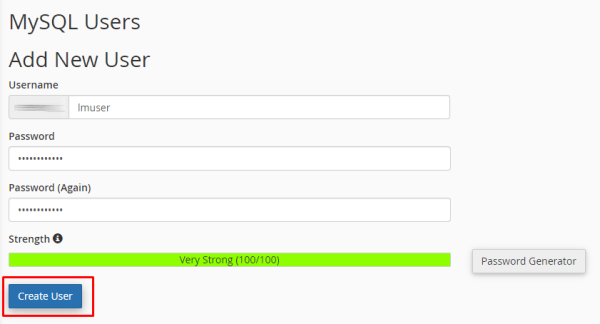 MySQL Users
Add New User
Username
lmuser
Password
••••••••••••
Password (Again)
••••••••••••
Strength
Very Strong (100/100)
Password Generator
Create User